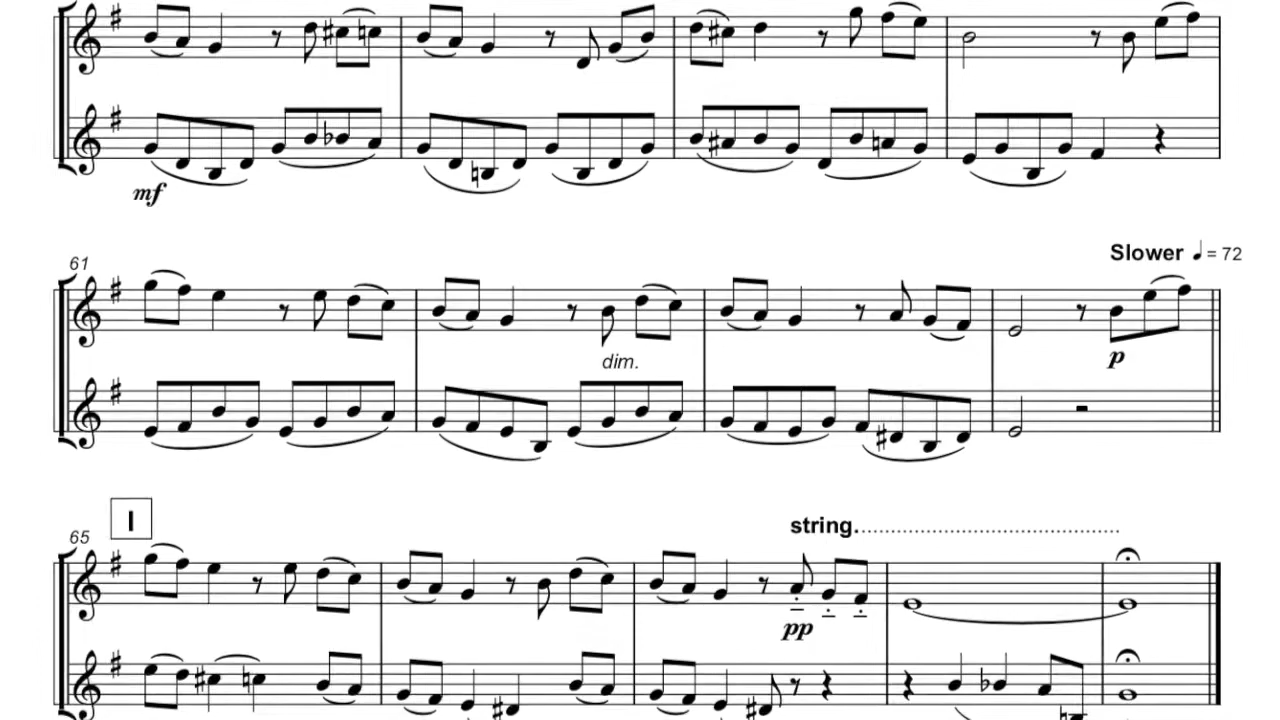 mf
Slower ♩ = 72
61
dim.
p
I
65
string.
pp